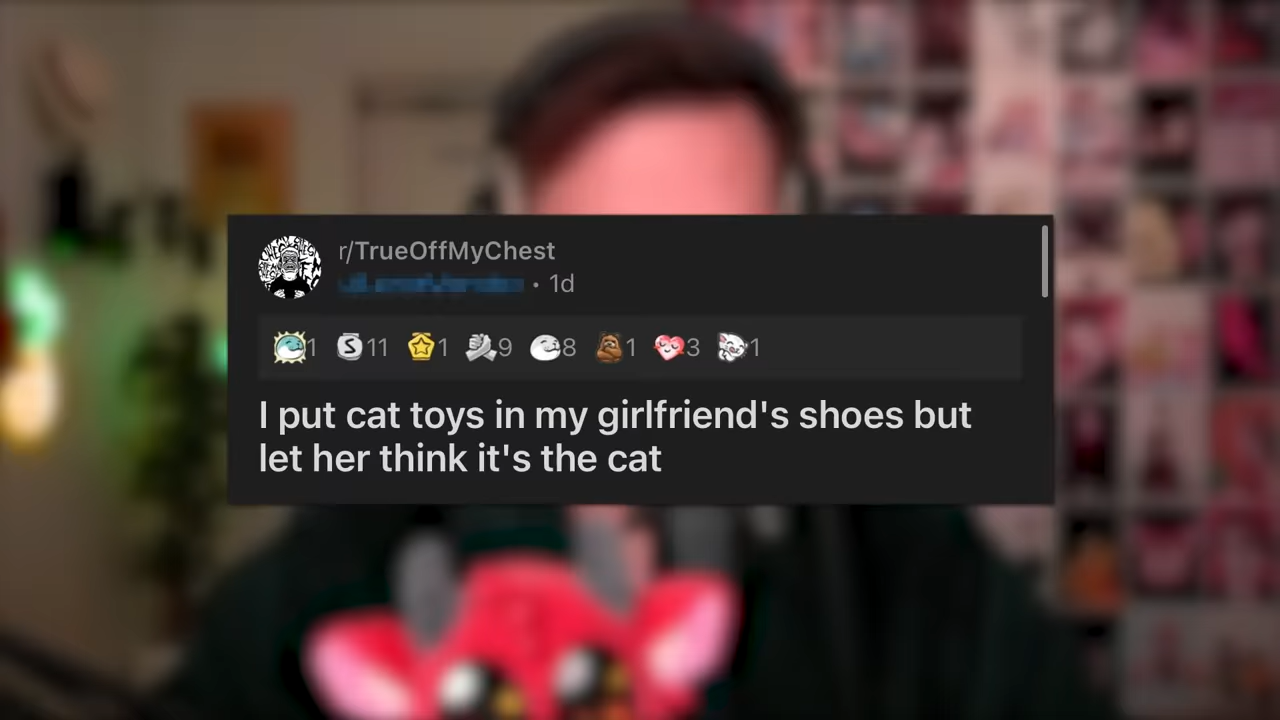 r/TrueOffMyChest
• 1d
1 11 1 9 8 1 3 1
I put cat toys in my girlfriend's shoes but
let her think it's the cat